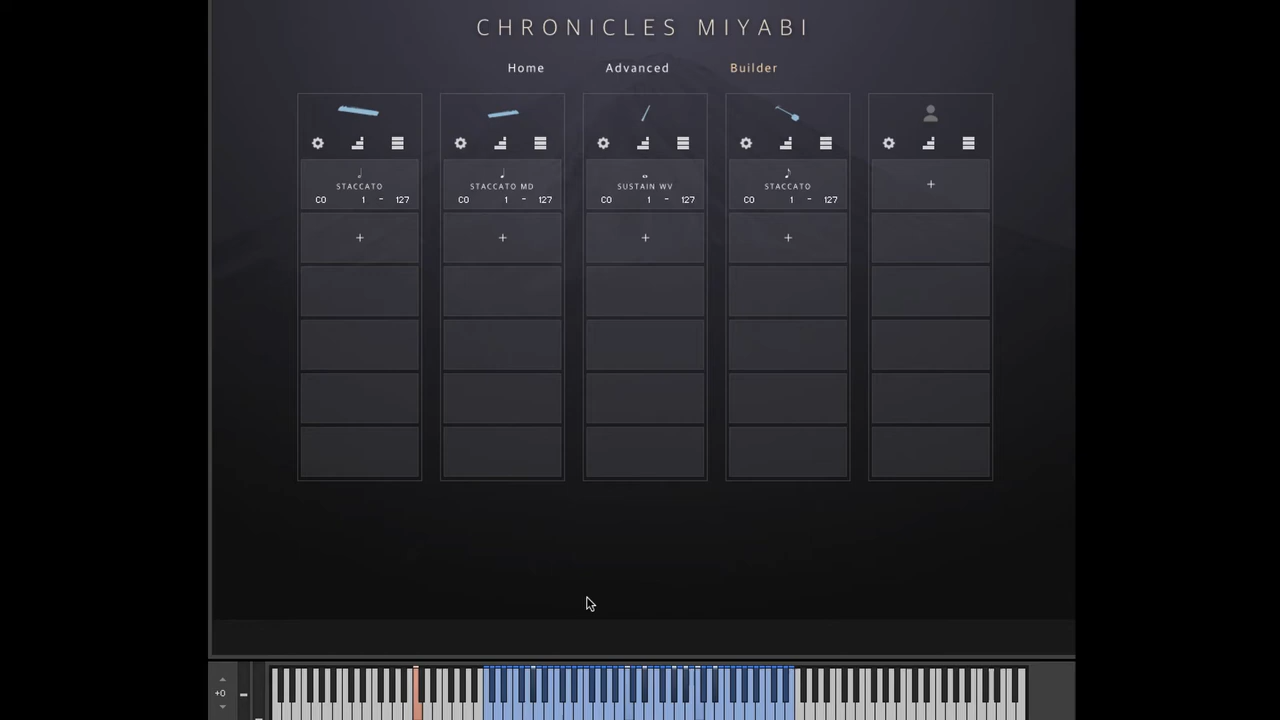 CHRONICLES MIYABI
Home Advanced Builder
STACCATO STACCATO MD SUSTAIN WV STACCATO +
C0 1 - 127 C0 1 - 127 C0 1 - 127 C0 1 - 127
+ + + +
+0